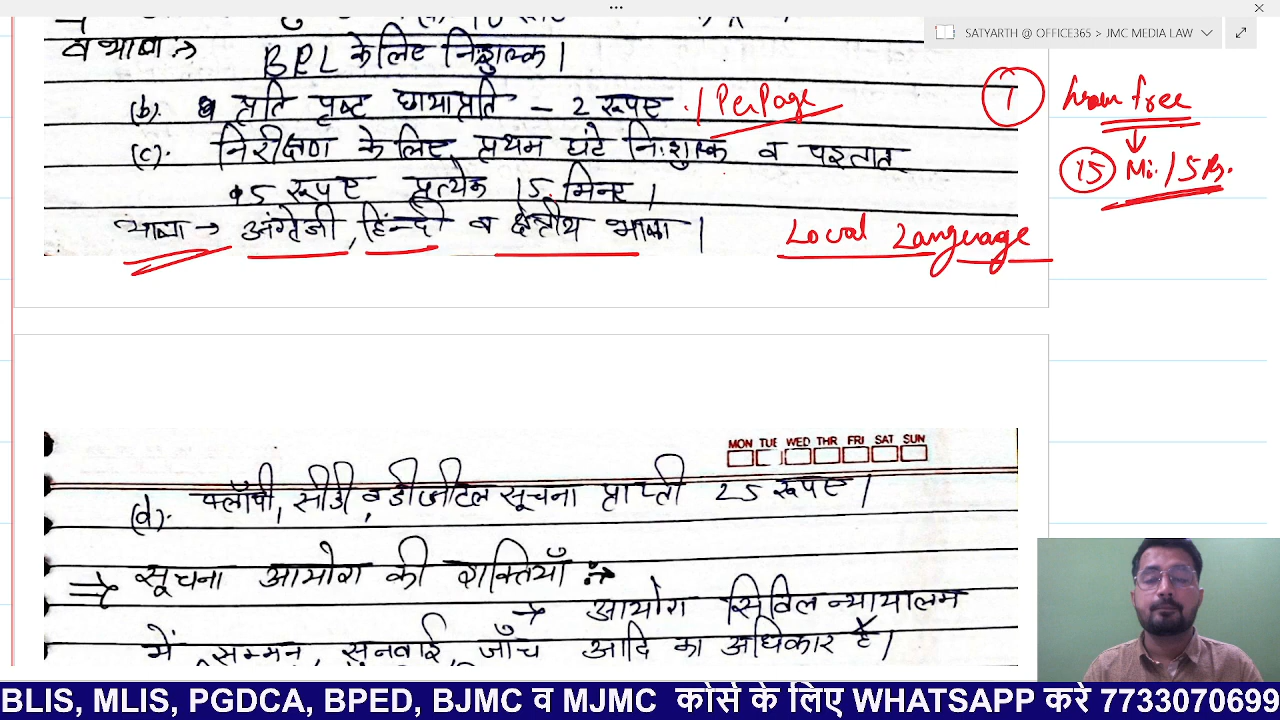 SATYARTH @ OFFICE365 > JMC MEDIA LAW
व भाषा :→ BPL के लिए निःशुल्क।
(b). प्रति पृष्ट छायाप्रति - 2 रूपए . / PerPage
1 hour free
(c). निरीक्षण के लिए प्रथम घंटे निःशुल्क व पश्तात्
15 Mi. / 5 Rs.
5 रूपए प्रत्येक 15 मिनट।
भाषा → अंग्रेजी, हिन्दी व क्षेत्रीय भाषा। Local Language
MON TUE WED THR FRI SAT SUN
(d). फ्लॉपी, सीडी व डीजीटल सूचना प्राप्ती 25 रूपए।
⇒ सूचना आयोग की शक्तियाँ :→
→ आयोग सिविल न्यायालय
में सम्मन, सुनवाई, जाँच आदि का अधिकार है।
BLIS, MLIS, PGDCA, BPED, BJMC व MJMC कोर्स के लिए WHATSAPP करे 7733070699